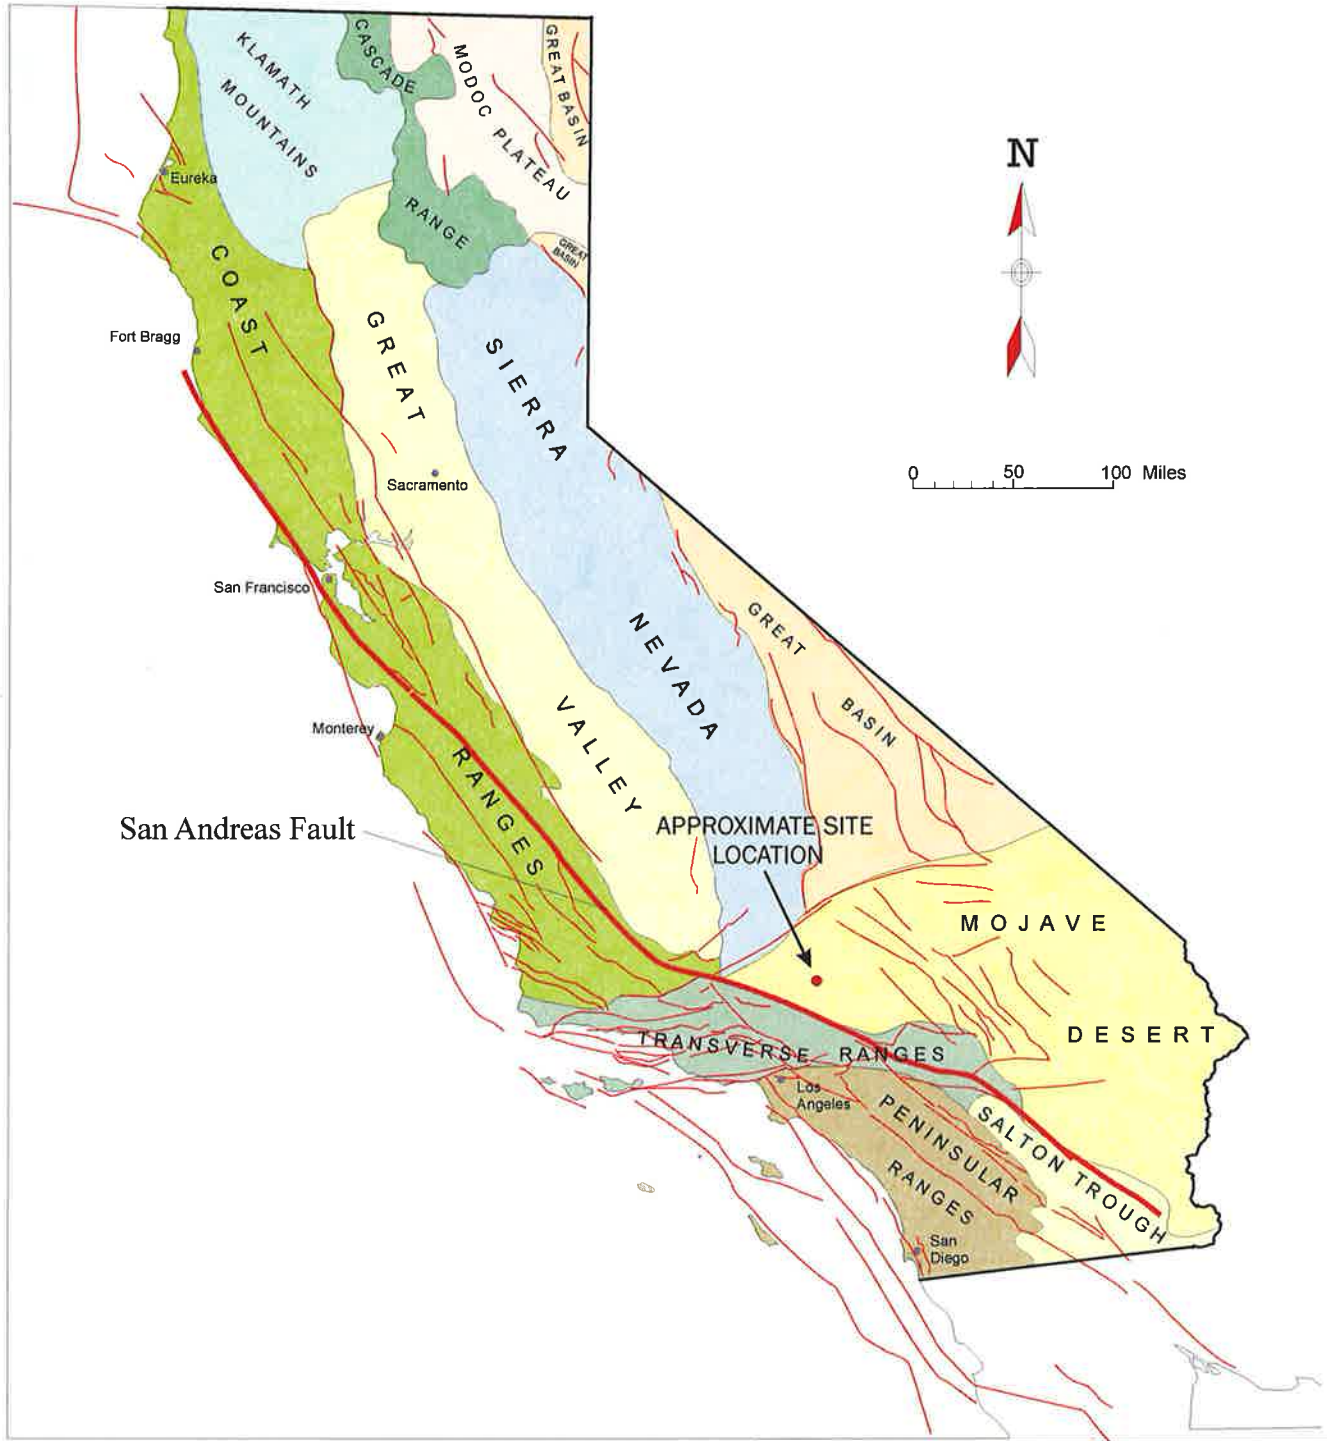 KLAMATH
MOUNTAINS
CASCADE
RANGE
MODOC PLATEAU
GREAT BASIN
GREAT
BASIN
N
Eureka
COAST
Fort Bragg
GREAT
SIERRA
Sacramento
0 50 100 Miles
San Francisco
NEVADA
GREAT
BASIN
VALLEY
Monterey
RANGES
San Andreas Fault
APPROXIMATE SITE
LOCATION
MOJAVE
DESERT
TRANSVERSE RANGES
Los
Angeles
PENINSULAR
RANGES
SALTON TROUGH
San
Diego